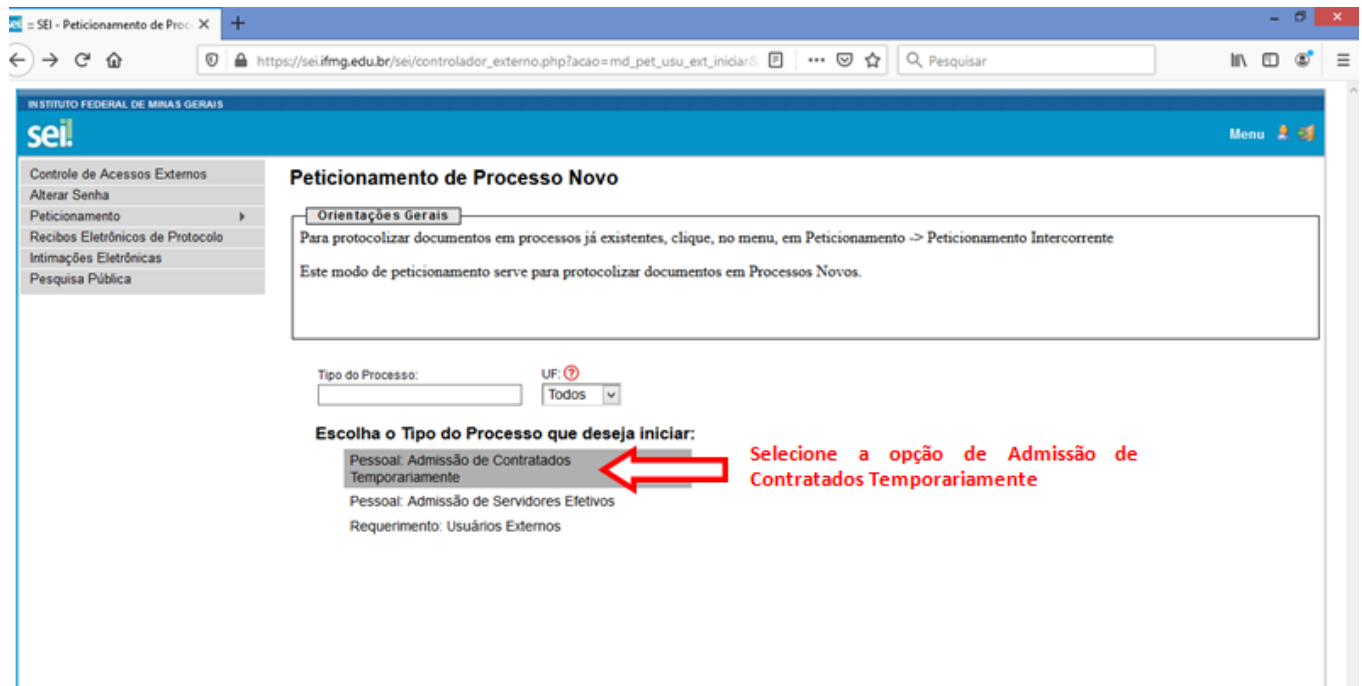 :: SEI - Peticionamento de Proc
https://sei.ifmg.edu.br/sei/controlador_externo.php?acao=md_pet_usu_ext_iniciar&
Pesquisar
INSTITUTO FEDERAL DE MINAS GERAIS
sei!
Menu
Controle de Acessos Externos
Alterar Senha
Peticionamento
Recibos Eletrônicos de Protocolo
Intimações Eletrônicas
Pesquisa Pública
Peticionamento de Processo Novo
Orientações Gerais
Para protocolizar documentos em processos já existentes, clique, no menu, em Peticionamento -> Peticionamento Intercorrente
Este modo de peticionamento serve para protocolizar documentos em Processos Novos.
Tipo do Processo:
UF:
Todos
Escolha o Tipo do Processo que deseja iniciar:
Pessoal: Admissão de Contratados
Temporariamente
Selecione a opção de Admissão de
Contratados Temporariamente
Pessoal: Admissão de Servidores Efetivos
Requerimento: Usuários Externos